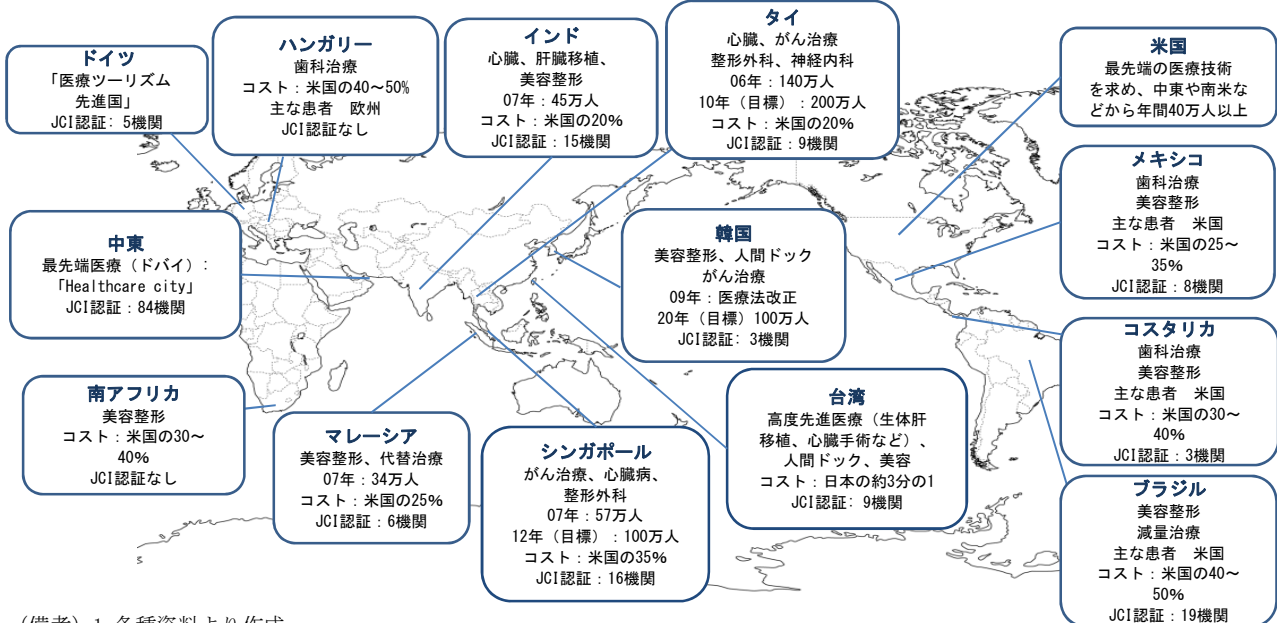 ドイツ
「医療ツーリズム
先進国」
JCI認証: 5機関
ハンガリー
歯科治療
コスト：米国の40～50%
主な患者　欧州
JCI認証なし
インド
心臓、肝臓移植、
美容整形
07年：45万人
コスト：米国の20%
JCI認証：15機関
タイ
心臓、がん治療
整形外科、神経内科
06年：140万人
10年（目標）：200万人
コスト：米国の20%
JCI認証：9機関
米国
最先端の医療技術
を求め、中東や南米な
どから年間40万人以上
メキシコ
歯科治療
美容整形
主な患者　米国
コスト：米国の25～
35%
JCI認証：8機関
中東
最先端医療（ドバイ）：
「Healthcare city」
JCI認証：84機関
韓国
美容整形、人間ドック
がん治療
09年：医療法改正
20年（目標）100万人
JCI認証: 3機関
コスタリカ
歯科治療
美容整形
主な患者　米国
コスト：米国の30～
40%
JCI認証：3機関
南アフリカ
美容整形
コスト：米国の30～
40%
JCI認証なし
マレーシア
美容整形、代替治療
07年：34万人
コスト：米国の25%
JCI認証：6機関
シンガポール
がん治療、心臓病、
整形外科
07年：57万人
12年（目標）：100万人
コスト：米国の35%
JCI認証：16機関
台湾
高度先進医療（生体肝
移植、心臓手術など）、
人間ドック、美容
コスト：日本の約3分の1
JCI認証: 9機関
ブラジル
美容整形
減量治療
主な患者　米国
コスト：米国の40～
50%
JCI認証：19機関
（備考）1.各種資料より作成